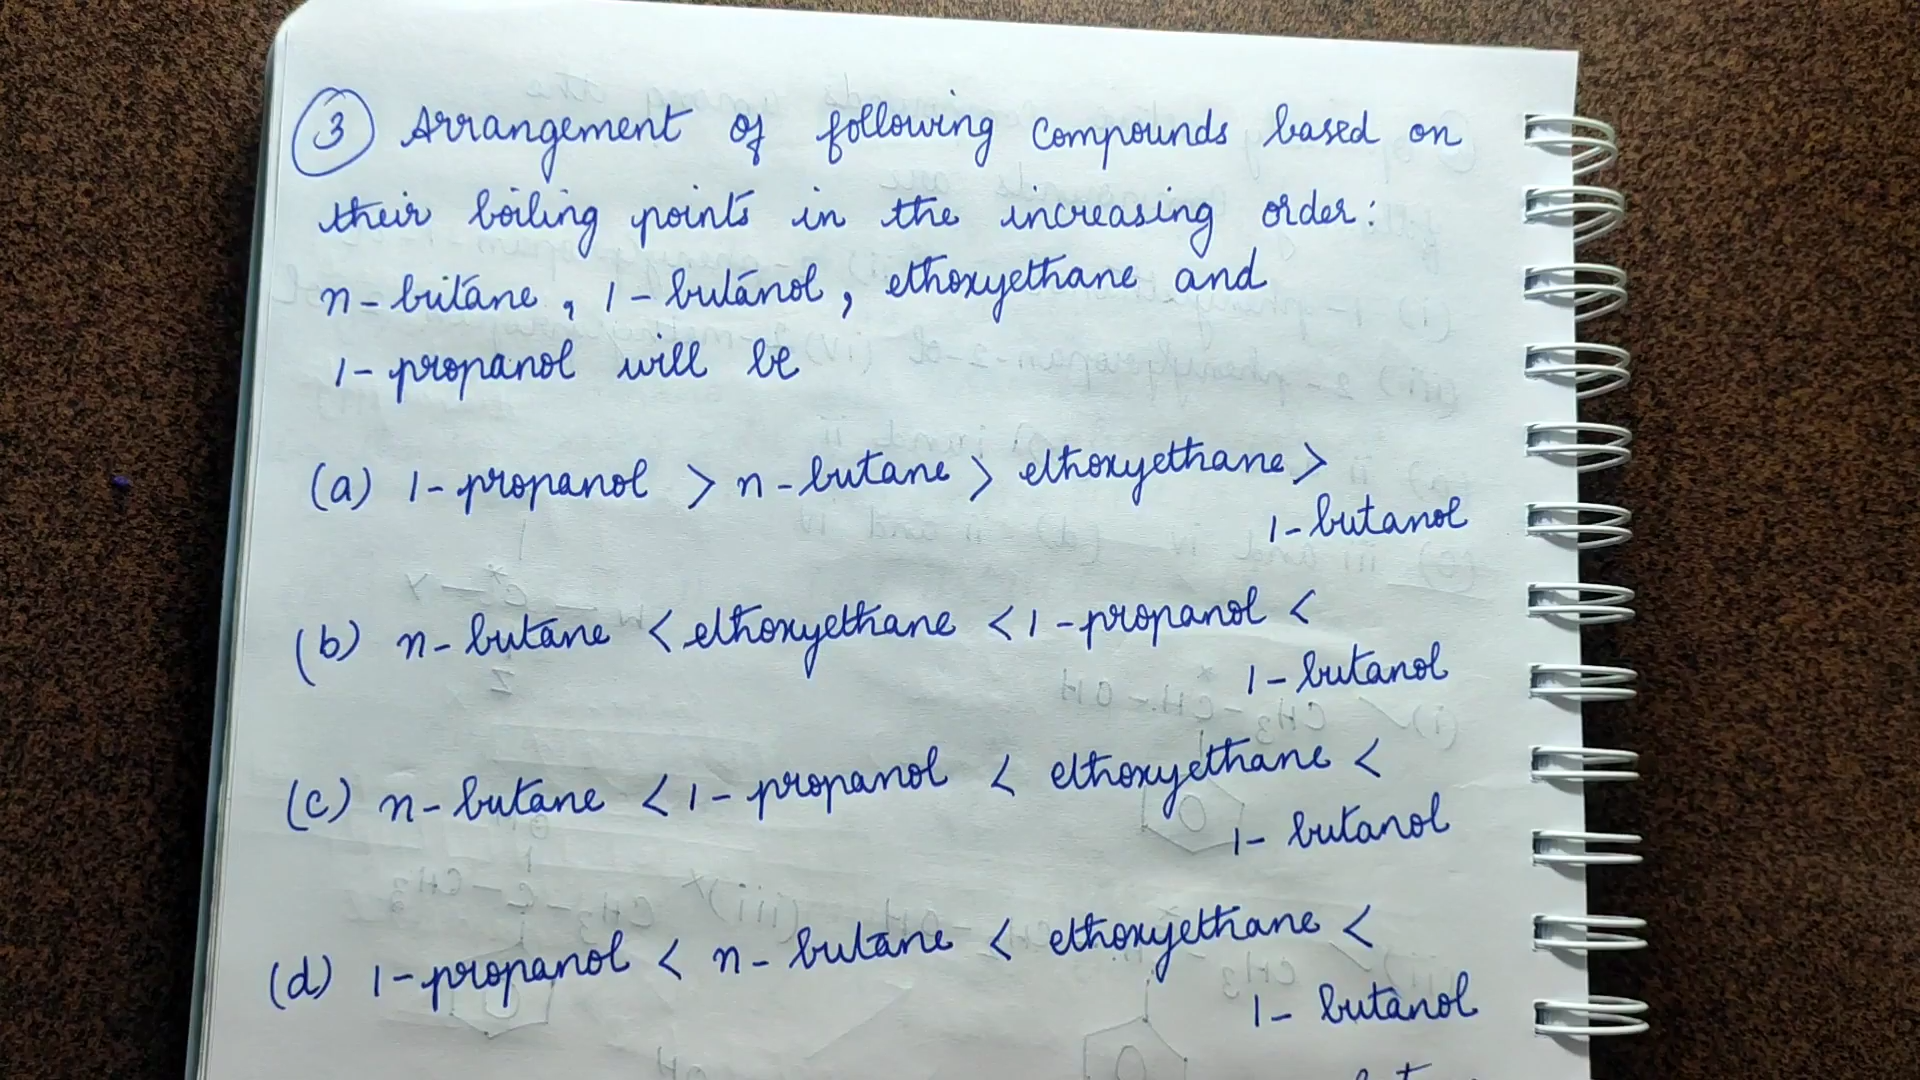 3 Arrangement of following compounds based on
their boiling points in the increasing order:
n-butane, 1-butanol, ethoxyethane and
1-propanol will be
(a) 1-propanol > n-butane > ethoxyethane >
1-butanol
(b) n-butane < ethoxyethane < 1-propanol <
1-butanol
(c) n-butane < 1-propanol < ethoxyethane <
1-butanol
(d) 1-propanol < n-butane < ethoxyethane <
1-butanol